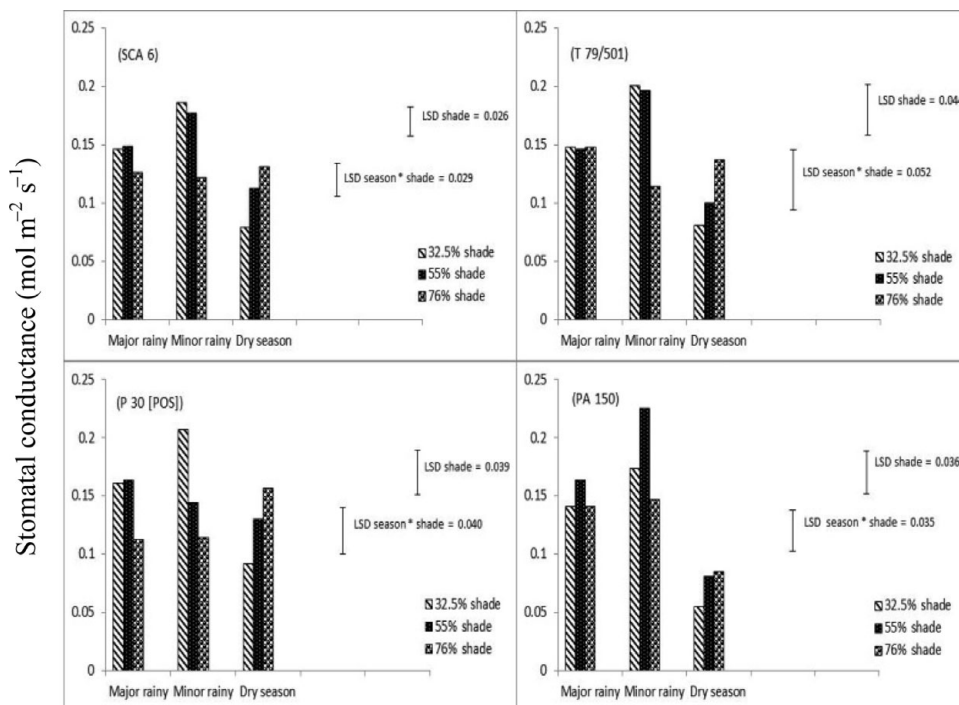 Stomatal conductance (mol m⁻² s⁻¹)
(SCA 6)
0.25
0.2
0.15
0.1
0.05
0
LSD shade = 0.026
LSD season * shade = 0.029
32.5% shade
55% shade
76% shade
Major rainy Minor rainy Dry season
(T 79/501)
0.25
0.2
0.15
0.1
0.05
0
LSD shade = 0.044
LSD season * shade = 0.052
32.5% shade
55% shade
76% shade
Major rainy Minor rainy Dry season
(P 30 [POS])
0.25
0.2
0.15
0.1
0.05
0
LSD shade = 0.039
LSD season * shade = 0.040
32.5% shade
55% shade
76% shade
Major rainy Minor rainy Dry season
(PA 150)
0.25
0.2
0.15
0.1
0.05
0
LSD shade = 0.036
LSD season * shade = 0.035
32.5% shade
55% shade
76% shade
Major rainy Minor rainy Dry season